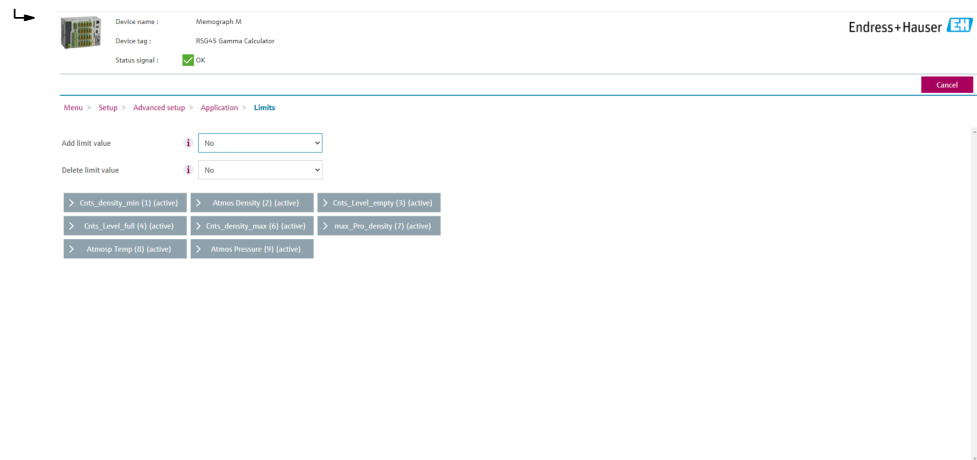 Device name : Memograph M
Endress+Hauser EH
Device tag : RSG45 Gamma Calculator
Status signal : OK
Cancel
Menu > Setup > Advanced setup > Application > Limits
Add limit value i No
Delete limit value i No
> Cnts_density_min (1) (active) > Atmos Density (2) (active) > Cnts_Level_empty (3) (active)
> Cnts_Level_full (4) (active) > Cnts_density_max (6) (active) > max_Pro_density (7) (active)
> Atmosp Temp (8) (active) > Atmos Pressure (9) (active)